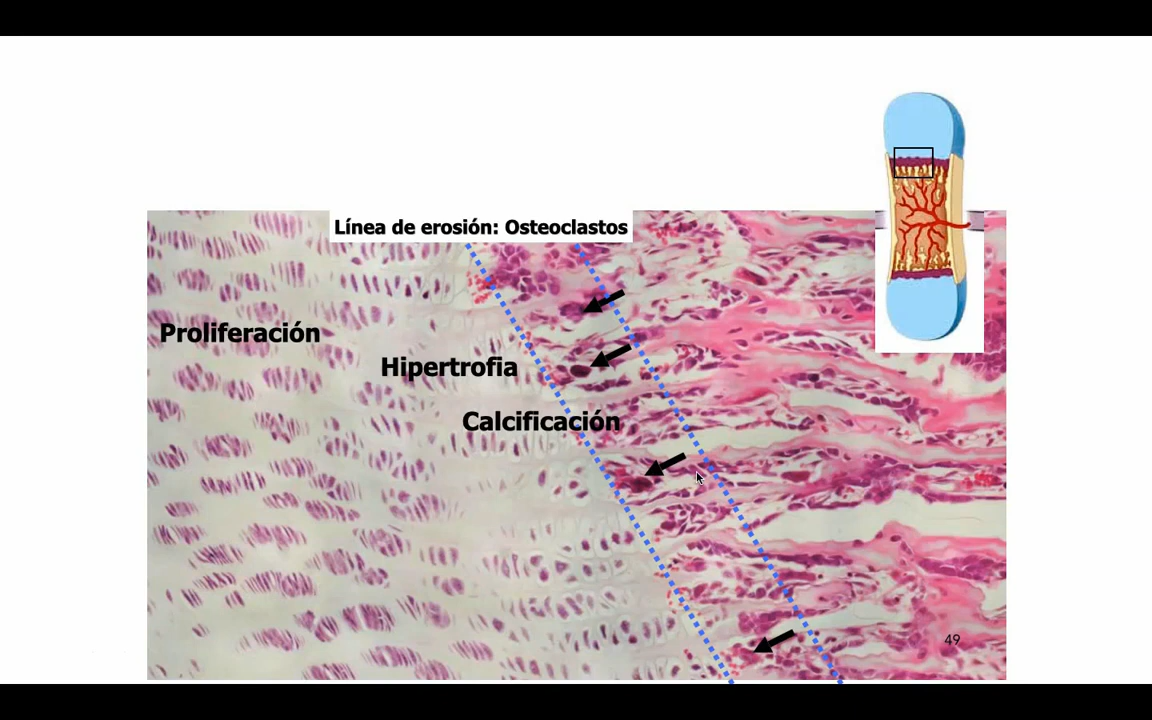 Línea de erosión: Osteoclastos
Proliferación
Hipertrofia
Calcificación
49